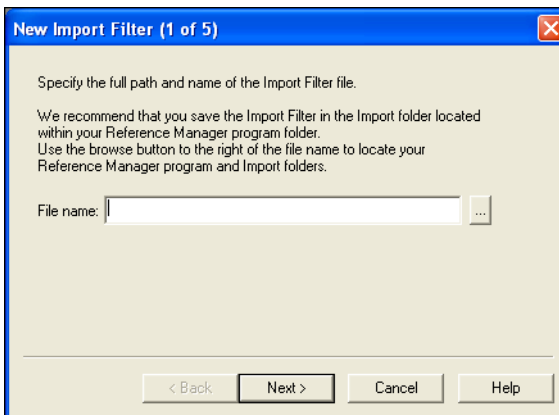 New Import Filter (1 of 5)
Specify the full path and name of the Import Filter file.
We recommend that you save the Import Filter in the Import folder located
within your Reference Manager program folder.
Use the browse button to the right of the file name to locate your
Reference Manager program and Import folders.
File name:
...
< Back
Next >
Cancel
Help